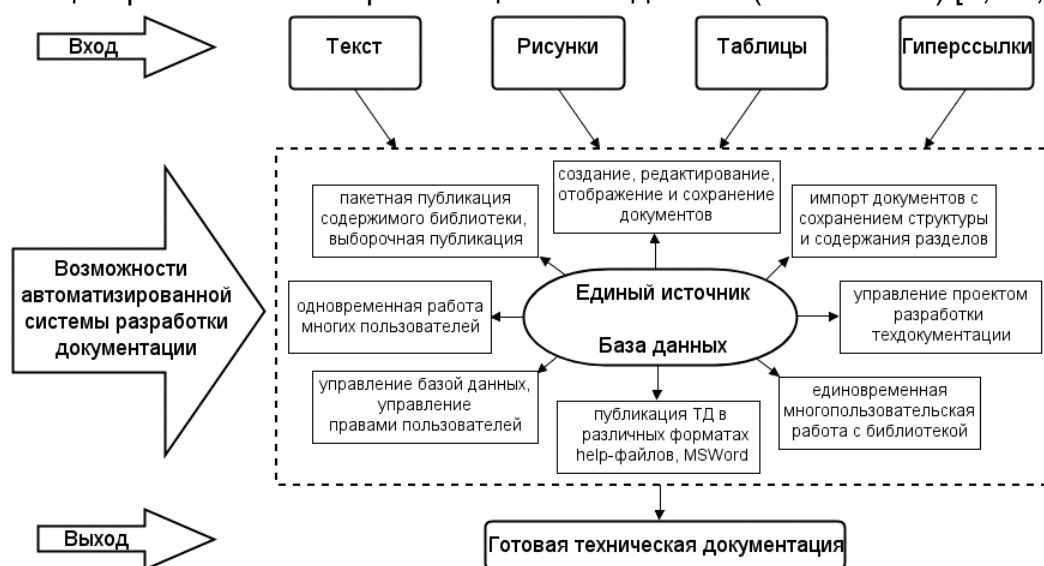 Вход
Текст
Рисунки
Таблицы
Гиперссылки
создание, редактирование,
отображение и сохранение
документов
пакетная публикация
содержимого библиотеки,
выборочная публикация
импорт документов с
сохранением структуры
и содержания разделов
Возможности
автоматизированной
системы разработки
документации
одновременная работа
многих пользователей
Единый источник
База данных
управление проектом
разработки
техдокументации
управление базой данных,
управление
правами пользователей
публикация ТД в
различных форматах
help-файлов, MSWord
единовременная
многопользовательская
работа с библиотекой
Выход
Готовая техническая документация